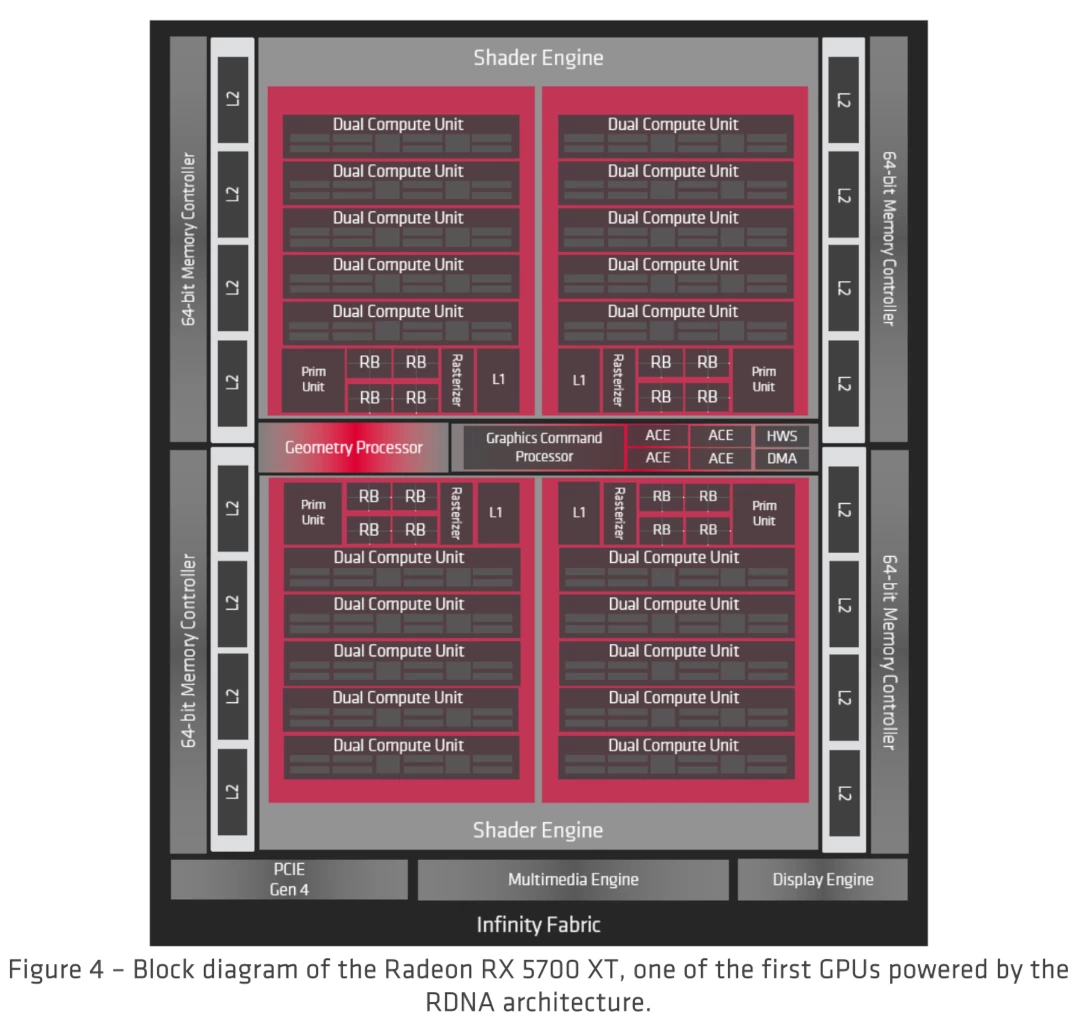 Shader Engine
64-bit Memory Controller
L2
L2
L2
L2
Dual Compute Unit
Dual Compute Unit
Dual Compute Unit
Dual Compute Unit
Dual Compute Unit
Prim
Unit
RB RB
RB RB
Rasterizer
L1
Dual Compute Unit
Dual Compute Unit
Dual Compute Unit
Dual Compute Unit
Dual Compute Unit
L1
Rasterizer
RB RB
RB RB
Prim
Unit
L2
L2
L2
L2
64-bit Memory Controller
Geometry Processor
Graphics Command
Processor
ACE ACE HWS
ACE ACE DMA
64-bit Memory Controller
L2
L2
L2
L2
Prim
Unit
RB RB
RB RB
Rasterizer
L1
Dual Compute Unit
Dual Compute Unit
Dual Compute Unit
Dual Compute Unit
Dual Compute Unit
L1
Rasterizer
RB RB
RB RB
Prim
Unit
Dual Compute Unit
Dual Compute Unit
Dual Compute Unit
Dual Compute Unit
Dual Compute Unit
L2
L2
L2
L2
64-bit Memory Controller
Shader Engine
PCIE
Gen 4
Multimedia Engine
Display Engine
Infinity Fabric
Figure 4 – Block diagram of the Radeon RX 5700 XT, one of the first GPUs powered by the
RDNA architecture.